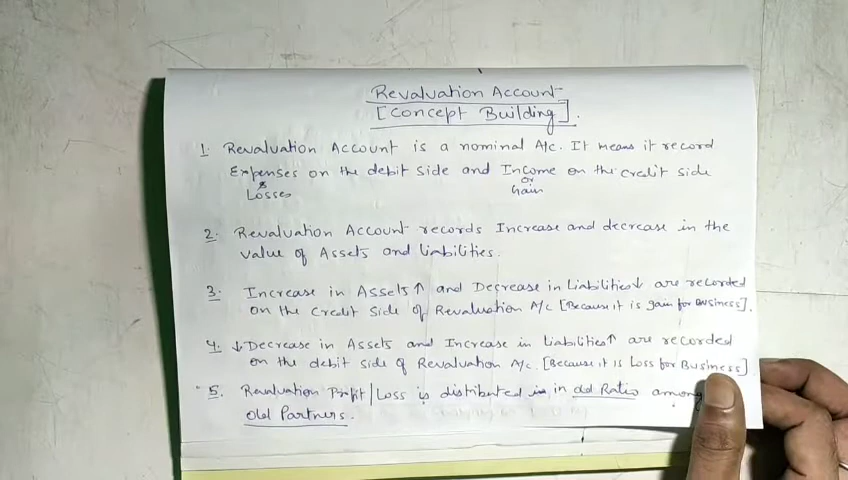 Revaluation Account
[Concept Building].
1. Revaluation Account is a nominal A/c. It means it record
Expenses on the debit side and Income on the credit side
& Losses
or Gain
2. Revaluation Account records Increase and decrease in the
value of Assets and liabilities.
3. Increase in Assets↑ and Decrease in Liabilities↓ are recorded
on the credit side of Revaluation A/c [Because it is gain for Business].
4. ↓Decrease in Assets and Increase in Liabilities↑ are recorded
on the debit side of Revaluation A/c. [Because it is Loss for Business]
5. Revaluation Profit/Loss is distributed in old Ratio among
old Partners.